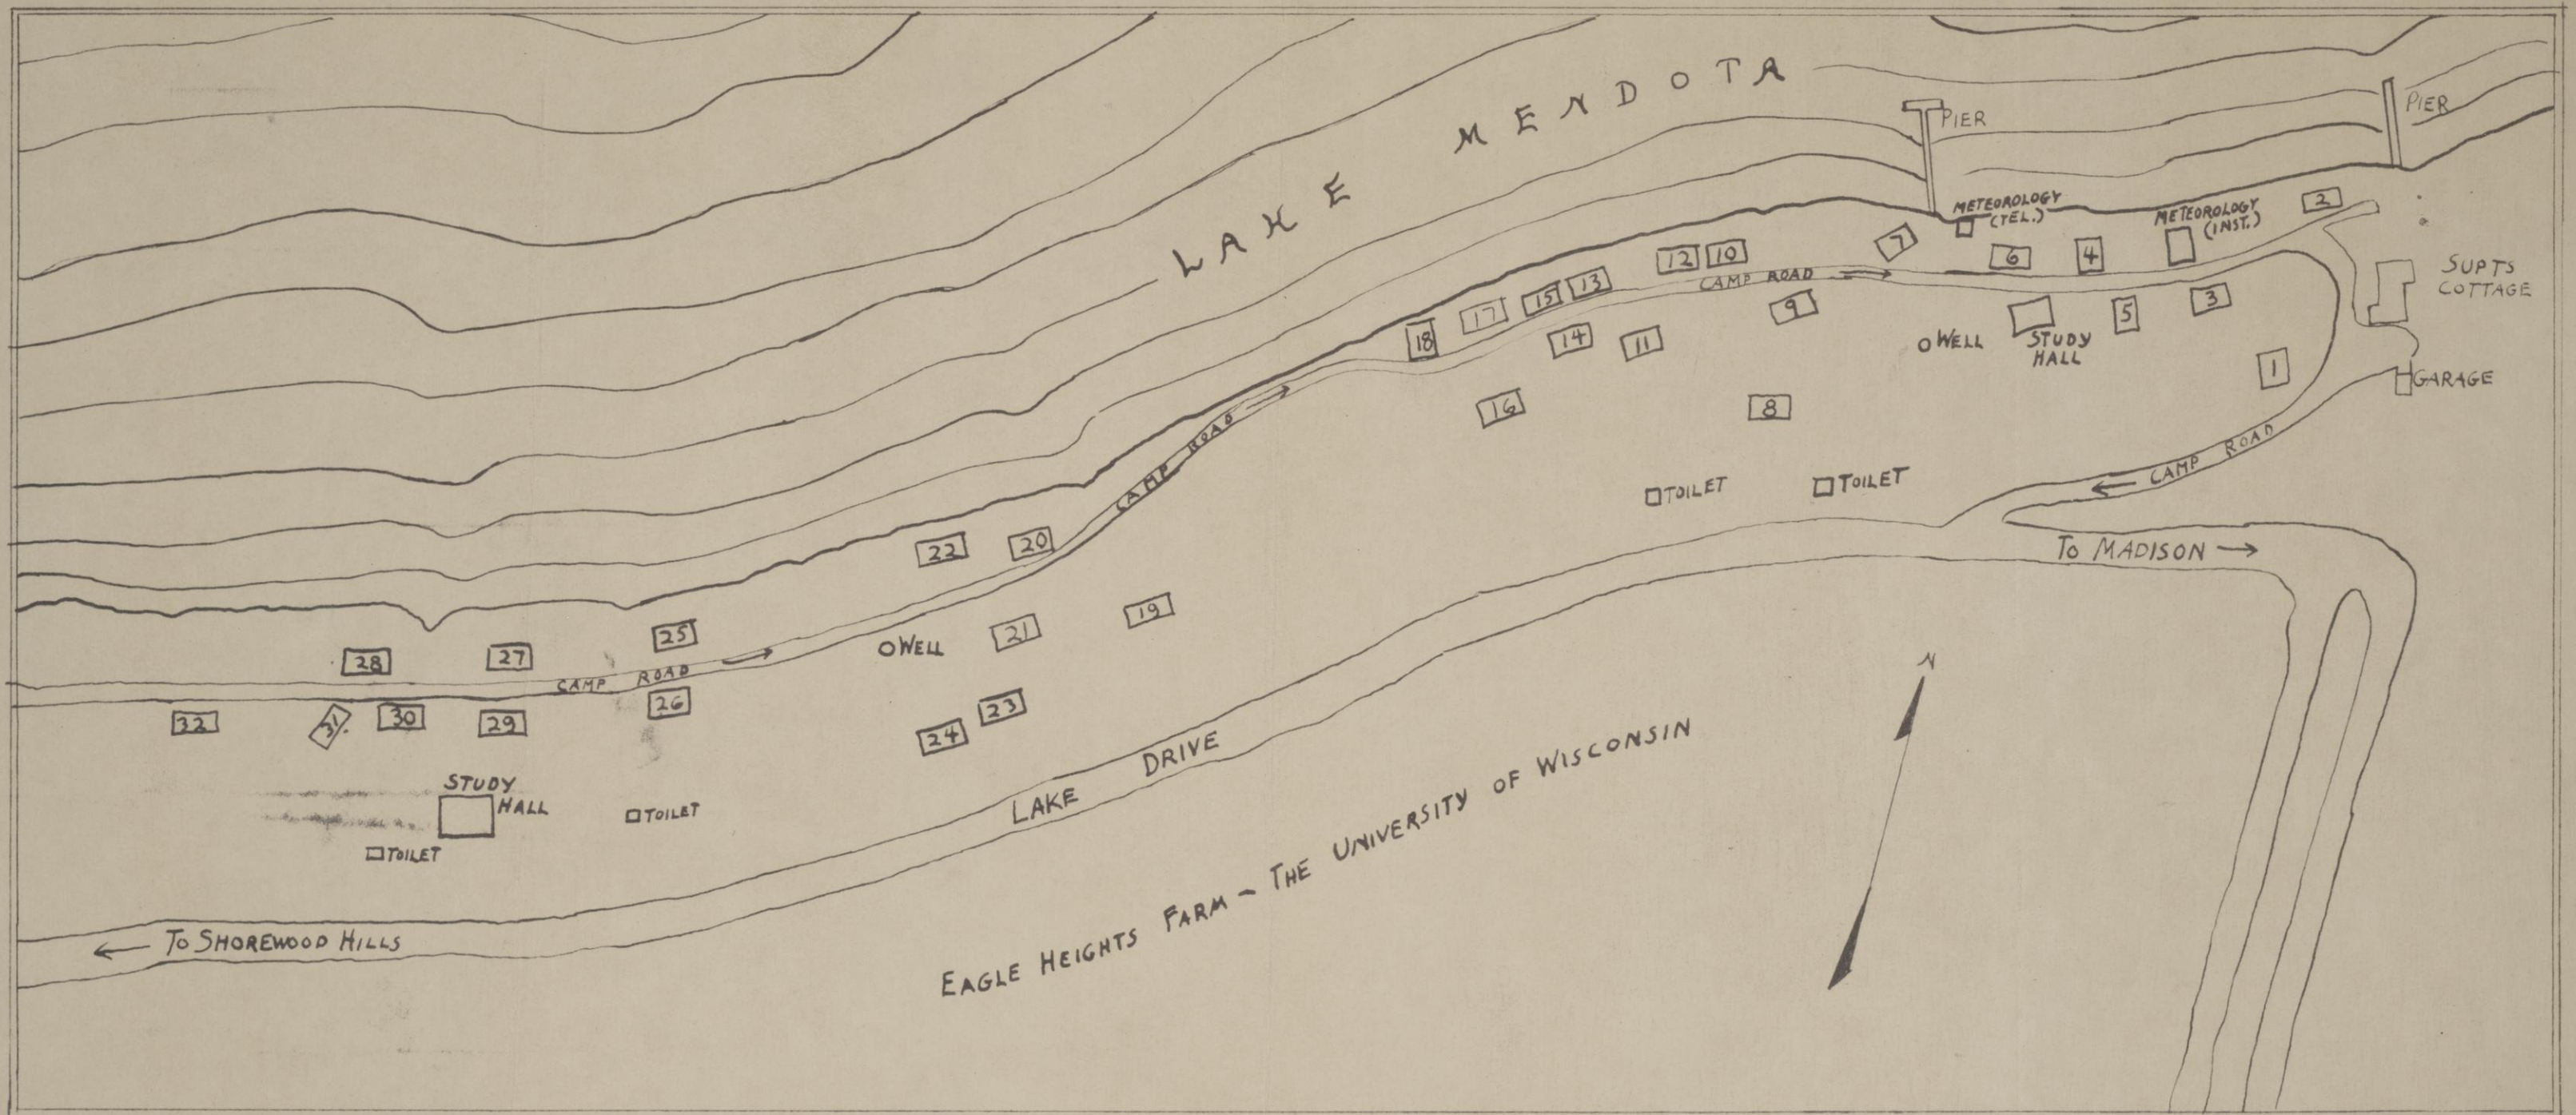 LAKE MENDOTA
PIER
PIER
METEOROLOGY
(TEL.)
METEOROLOGY
(INST.)
2
7
6
4
12
10
CAMP ROAD
SUPTS
COTTAGE
17
15
13
9
5
3
18
14
11
WELL
STUDY
HALL
1
GARAGE
16
8
CAMP ROAD
CAMP ROAD
TOILET
TOILET
TO MADISON
22
20
19
21
WELL
25
28
27
CAMP ROAD
26
32
31
30
29
23
24
STUDY
HALL
TOILET
TOILET
LAKE DRIVE
TO SHOREWOOD HILLS
EAGLE HEIGHTS FARM - THE UNIVERSITY OF WISCONSIN
N